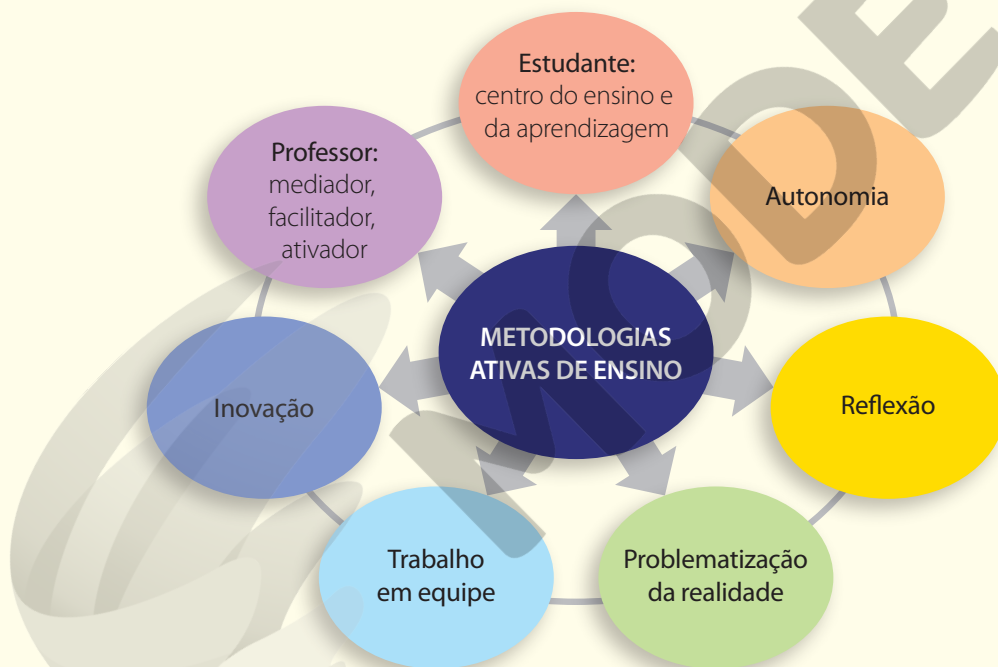 Estudante:
centro do ensino e
da aprendizagem
Autonomia
Reflexão
Problematização
da realidade
Trabalho
em equipe
Inovação
Professor:
mediador,
facilitador,
ativador
METODOLOGIAS
ATIVAS DE ENSINO
MODE